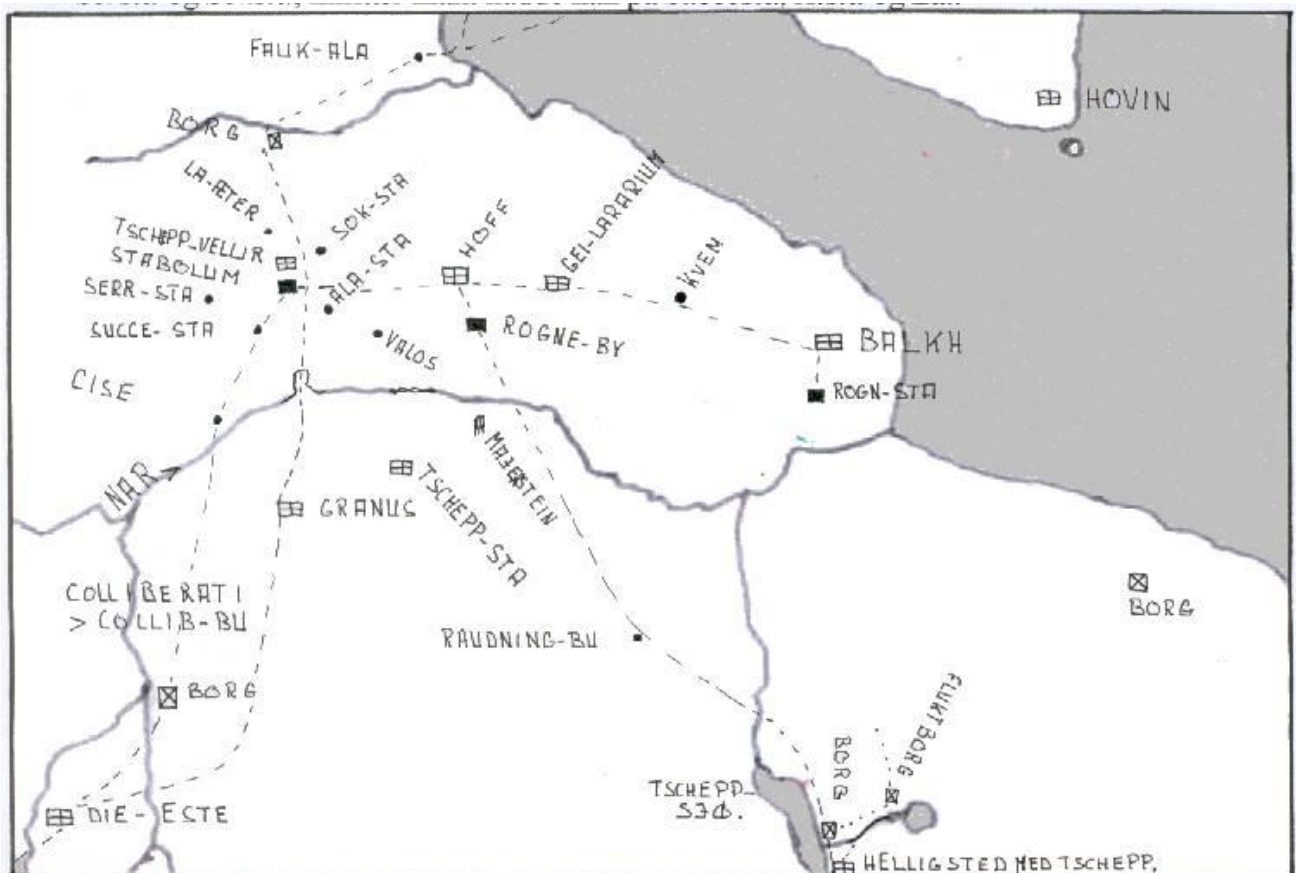 FAUK-ALA
HOVIN
BORG
LA-ÆTER
SOK-STA
TSCHEPP-VELLIR
STABOLUM
HOFF
GEI-LARARIUM
ALA-STA
KVEM
SERR-STA
SUCCE-STA
VALOS
ROGNE-BY
BALKH
ROGN-STA
CISE
NAR >
TSCHEPP-STA
GRANUS
COLLIBERATI
> COLLIB-BU
BORG
RAUDNING-BU
BORG
FLUKTBORG
BORG
TSCHEPP-
SJØ.
DIE-ESTE
HELLIGSTED MED TSCHEPP,